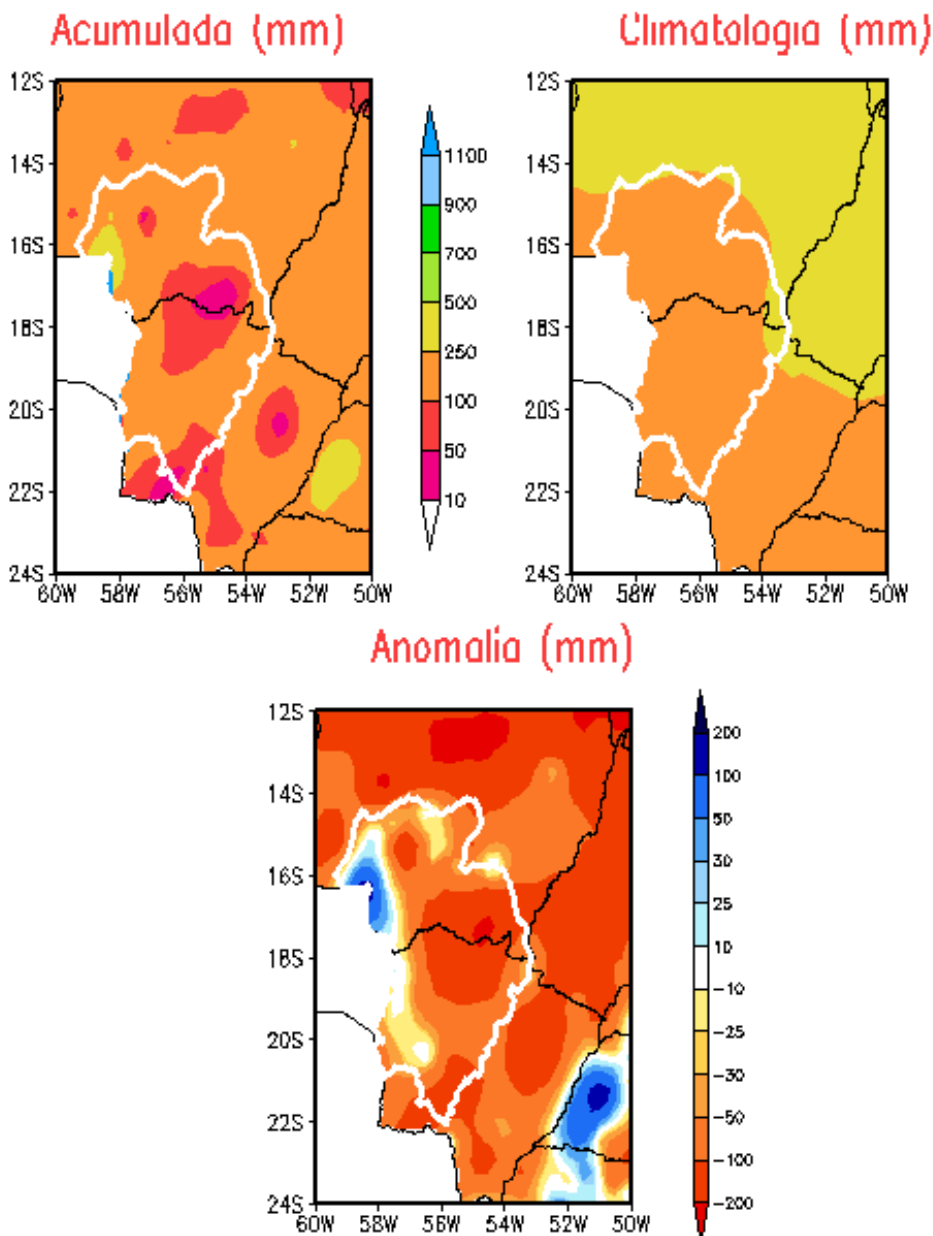 Acumulada (mm)
12S
14S
16S
18S
20S
22S
24S
60W 58W 56W 54W 52W 50W
1100
900
700
500
250
100
50
10
Climatologia (mm)
12S
14S
16S
18S
20S
22S
24S
60W 58W 56W 54W 52W 50W
Anomalia (mm)
12S
14S
16S
18S
20S
22S
24S
60W 58W 56W 54W 52W 50W
200
100
50
30
25
10
-10
-25
-30
-50
-100
-200